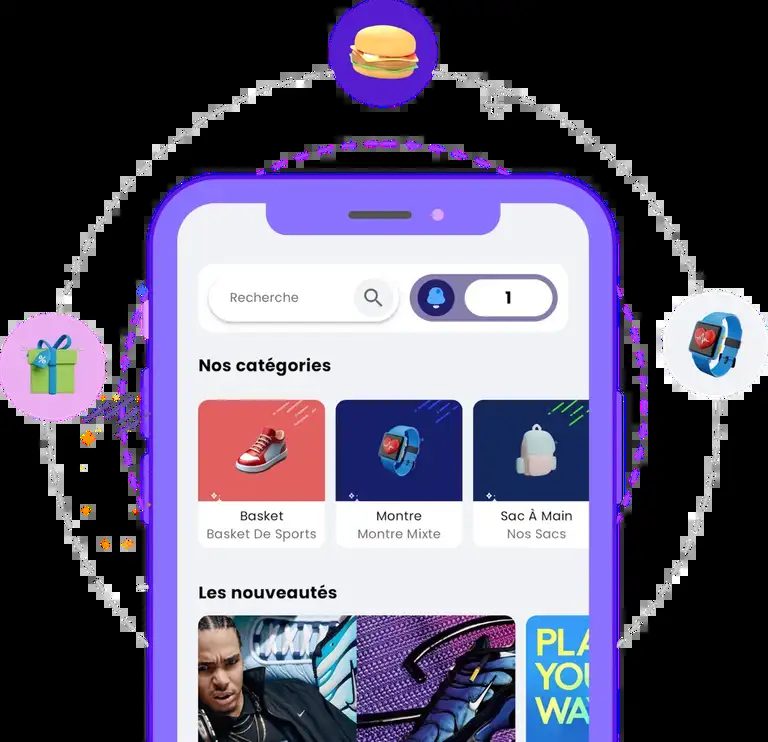 Recherche
1
Nos catégories
Basket
Basket De Sports
Montre
Montre Mixte
Sac À Main
Nos Sacs
Les nouveautés
PLA
YOU
WA
%